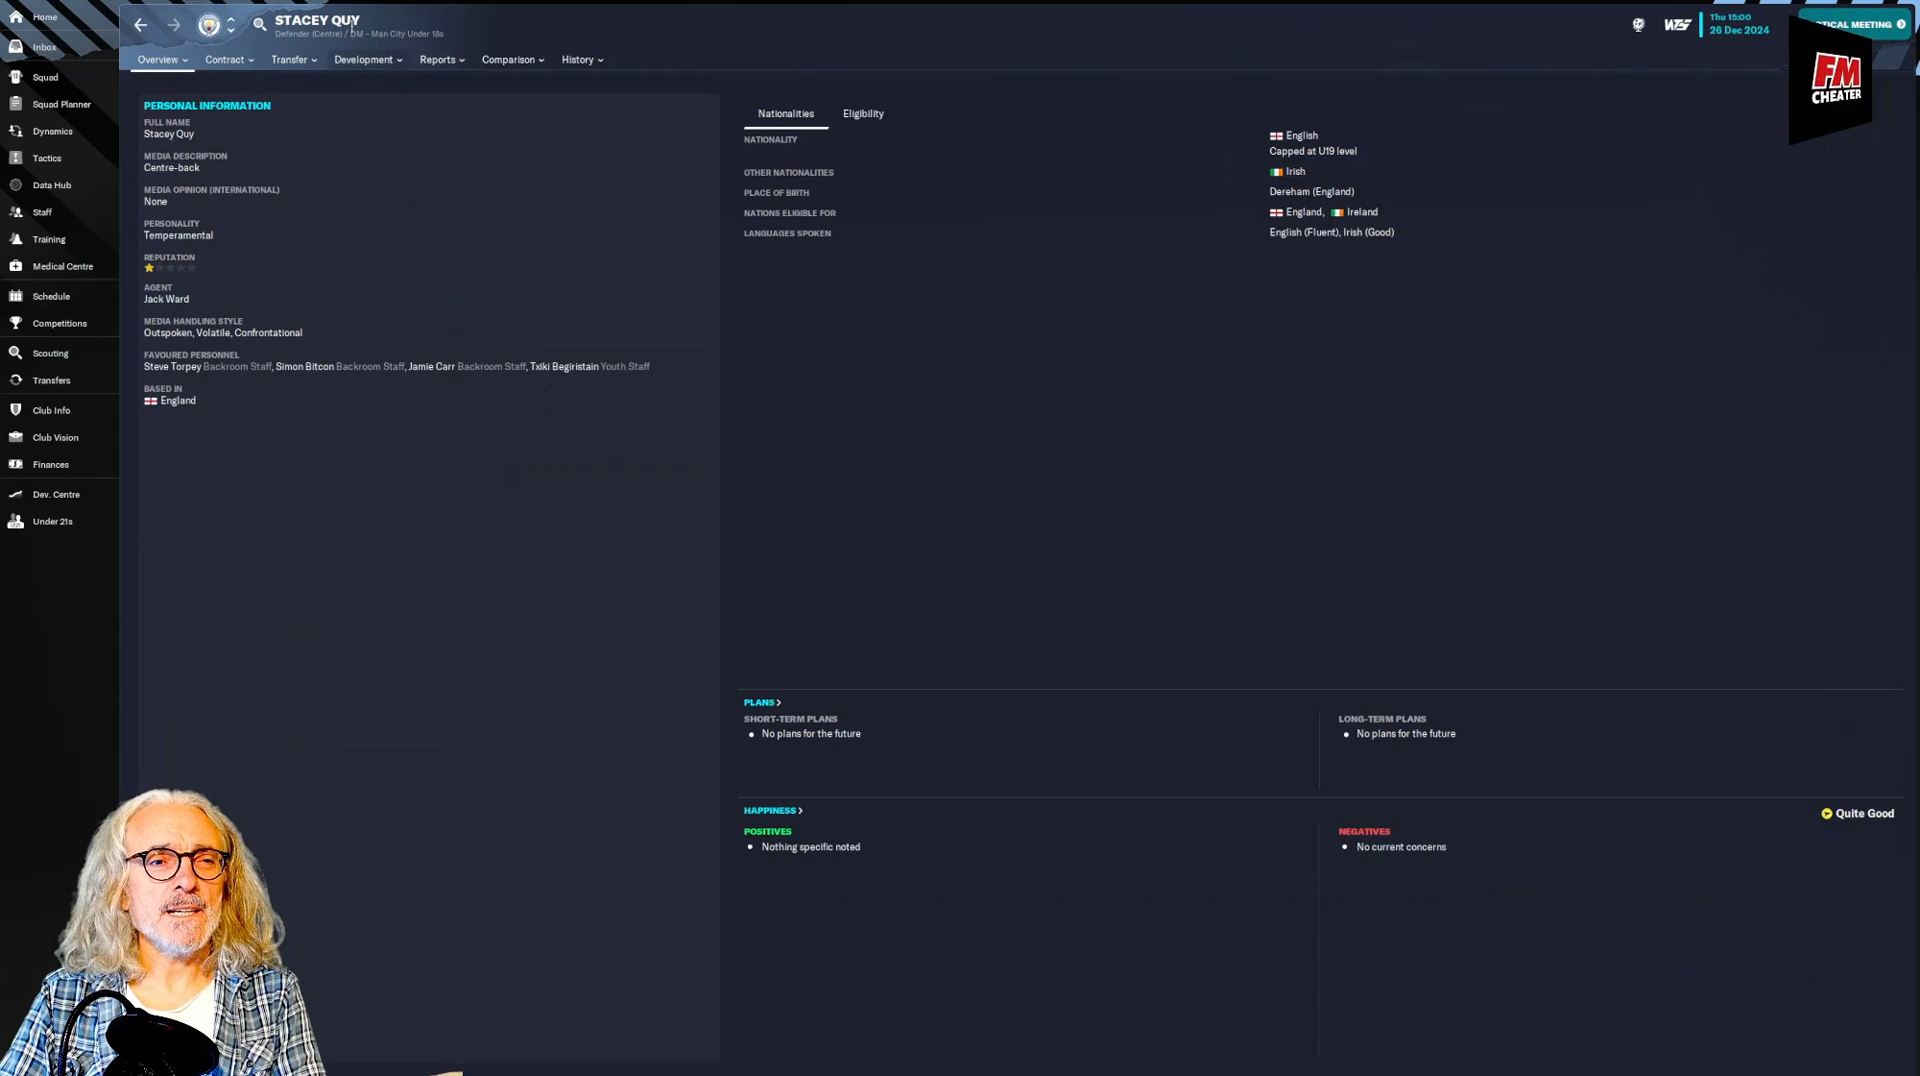 Home
Inbox
Squad
Squad Planner
Dynamics
Tactics
Data Hub
Staff
Training
Medical Centre
Schedule
Competitions
Scouting
Transfers
Club Info
Club Vision
Finances
Dev. Centre
Under 21s
STACEY QUY
Defender (Centre) / DM - Man City Under 18s
Thu 15:00
26 Dec 2024
TICAL MEETING
FM
CHEATER
Overview Contract Transfer Development Reports Comparison History
PERSONAL INFORMATION
FULL NAME
Stacey Quy
MEDIA DESCRIPTION
Centre-back
MEDIA OPINION (INTERNATIONAL)
None
PERSONALITY
Temperamental
REPUTATION
AGENT
Jack Ward
MEDIA HANDLING STYLE
Outspoken, Volatile, Confrontational
FAVOURED PERSONNEL
Steve Torpey Backroom Staff, Simon Bitcon Backroom Staff, Jamie Carr Backroom Staff, Txiki Begiristain Youth Staff
BASED IN
England
Nationalities Eligibility
NATIONALITY English
Capped at U19 level
OTHER NATIONALITIES Irish
PLACE OF BIRTH Dereham (England)
NATIONS ELIGIBLE FOR England, Ireland
LANGUAGES SPOKEN English (Fluent), Irish (Good)
PLANS
SHORT-TERM PLANS
No plans for the future
LONG-TERM PLANS
No plans for the future
HAPPINESS
Quite Good
POSITIVES
Nothing specific noted
NEGATIVES
No current concerns